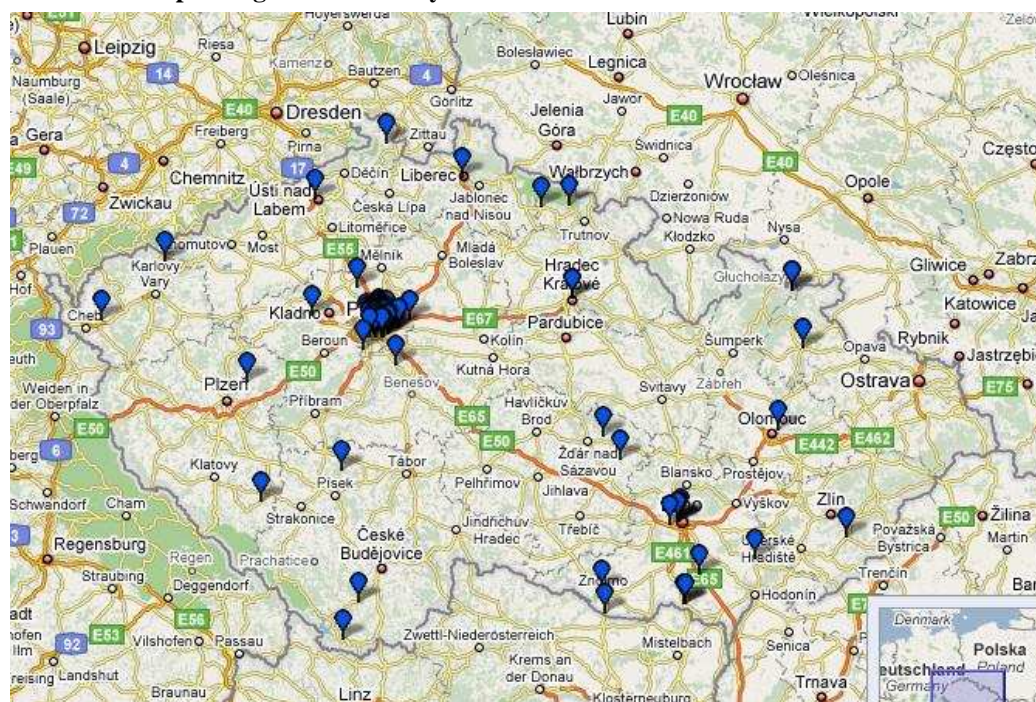 Hoyerswerda
Lubin
Leipzig
Riesa
Kamenz
Bautzen
4
Görlitz
Bolesławiec
Legnica
Wrocław
Oleśnica
14
Naumburg
(Saale)
E40
Dresden
Jawor
Jelenia
Góra
E40
Gera
Freiberg
Pirna
Zittau
Świdnica
E40
4
Chemnitz
17
Děčín
Liberec
Wałbrzych
Dzierżoniów
Opole
Zwickau
Ústí nad
Labem
Česká Lípa
Jablonec
nad Nisou
72
Litoměřice
Trutnov
Nowa Ruda
Kłodzko
Nysa
Plauen
Most
E55
Mělník
Mladá
Boleslav
Hradec
Králové
Głuchołazy
Gliwice
Zabrz
Hof
Karlovy
Vary
Katowice
Cheb
93
Kladno
E67
Pardubice
Rybnik
Beroun
Kolín
Šumperk
Opava
Jastrzębi
Kutná Hora
E50
Plzeň
Benešov
Svitavy
Zábřeh
Ostrava
E75
Weiden in
der Oberpfalz
Příbram
E65
Havlíčkův
Brod
E50
E50
Olomouc
E442
E462
6
Klatovy
Tábor
Žďár nad
Sázavou
Prostějov
Blansko
Písek
Pelhřimov
Jihlava
Schwandorf
Cham
Strakonice
Vyškov
Zlín
E50
Žilina
Jindřichův
Hradec
Třebíč
České
Budějovice
Považská
Bystrica
Martin
Regensburg
Regen
Prachatice
E461
Uherské
Hradiště
Straubing
Deggendorf
Znojmo
E65
Hodonín
Trenčín
E56
E53
92
Vilshofen
Passau
Zwettl-Niederösterreich
Mistelbach
Senica
Denmark
Polska
Poland
Deutschland
Germany
Landshut
Krems an
der Donau
Braunau
Linz
Klosterneuburg
Trnava